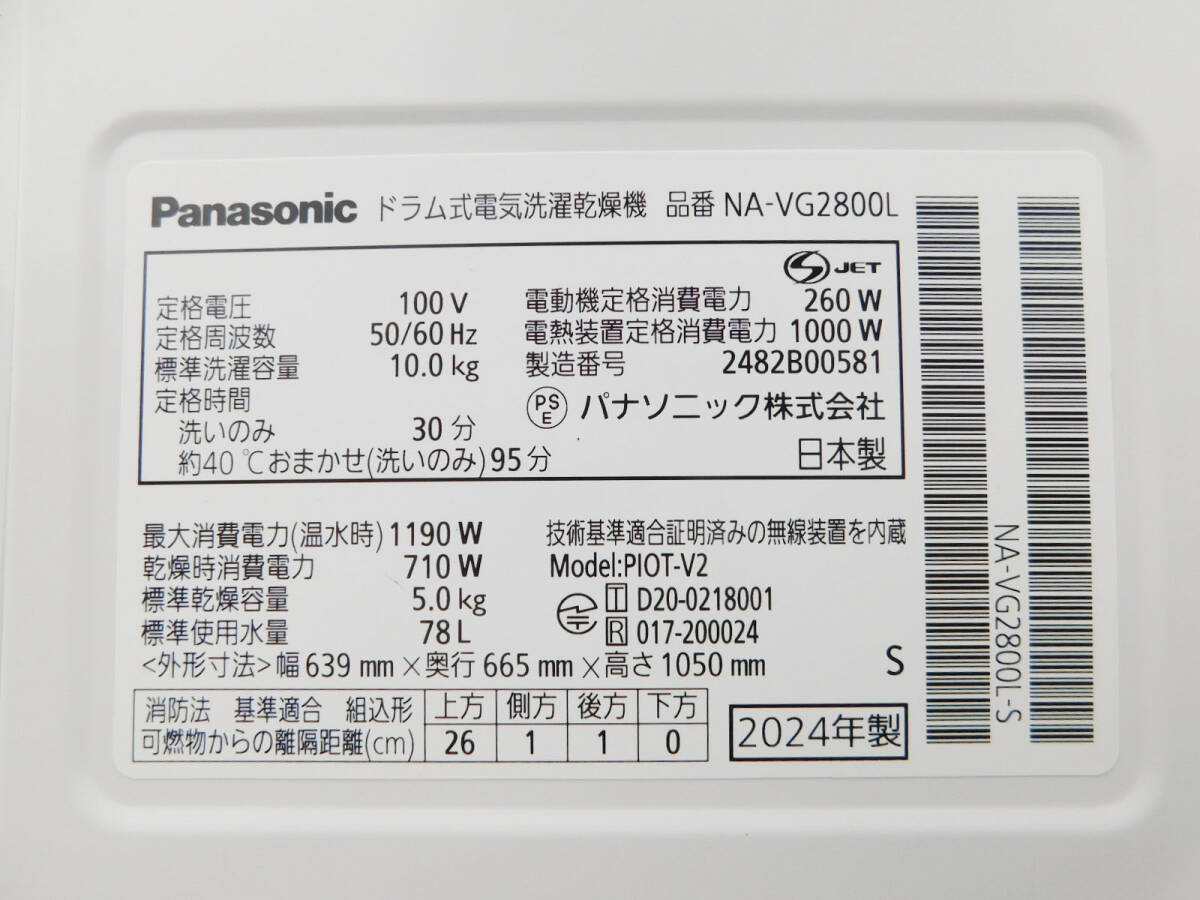 Panasonic ドラム式電気洗濯乾燥機 品番 NA-VG2800L
JET
定格電圧 100 V
定格周波数 50/60 Hz
標準洗濯容量 10.0 kg
定格時間
洗いのみ 30 分
約40 ℃おまかせ(洗いのみ) 95 分
電動機定格消費電力 260 W
電熱装置定格消費電力 1000 W
製造番号 2482B00581
PS E パナソニック株式会社
日本製
最大消費電力(温水時) 1190 W
乾燥時消費電力 710 W
標準乾燥容量 5.0 kg
標準使用水量 78 L
<外形寸法>幅 639 mm × 奥行 665 mm × 高さ 1050 mm
技術基準適合証明済みの無線装置を内蔵
Model:PIOT-V2
T D20-0218001
R 017-200024
S
消防法 基準適合 組込形 上方 側方 後方 下方
可燃物からの離隔距離(cm) 26 1 1 0
2024年製
NA-VG2800L-S